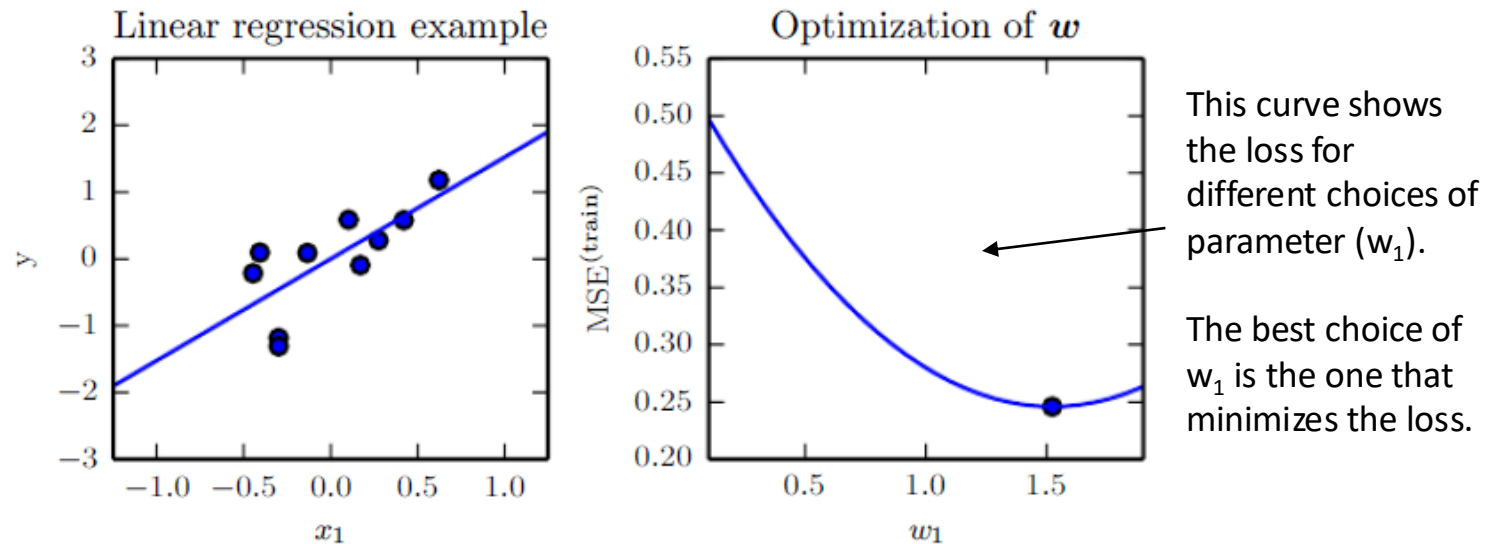 Linear regression example
3
2
1
0
−1
−2
−3
y
−1.0 −0.5 0.0 0.5 1.0
x₁
Optimization of w
0.55
0.50
0.45
0.40
0.35
0.30
0.25
0.20
MSE(train)
0.5 1.0 1.5
w₁
This curve shows
the loss for
different choices of
parameter (w₁).
The best choice of
w₁ is the one that
minimizes the loss.